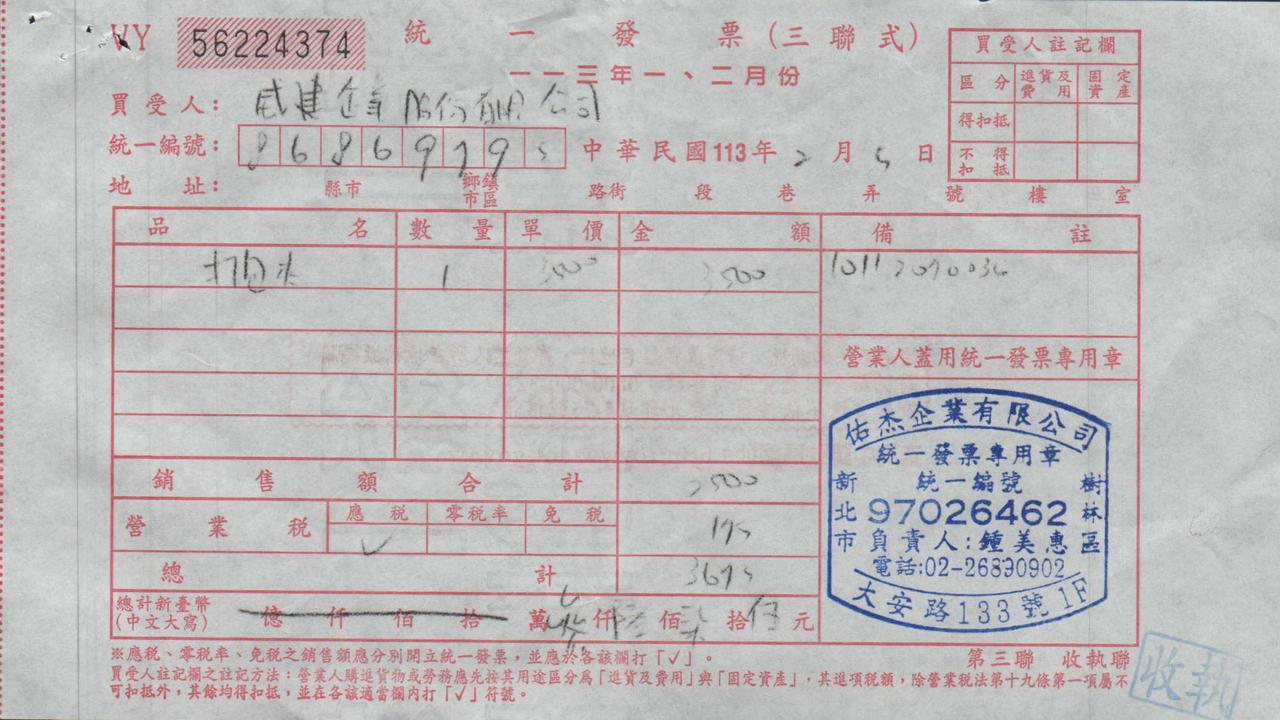 VY 56224374 統一發票(三聯式)
一一三年一、二月份
買受人註記欄
區分 進貨及費用 固定資產
得扣抵
不得扣抵
買受人: 企業股份有限公司
統一編號: 中華民國113年2月5日
地址: 縣市 鄉鎮市區 路街 段 巷 弄 號 樓 室
品名 數量 單價 金額 備註
1 3500 3500 10112090036
營業人蓋用統一發票專用章
銷售額合計 3500
營業稅 應稅 零稅率 免稅 175
✓
總計 3675
總計新臺幣(中文大寫) 億 仟 佰 拾 萬 仟 陸佰 柒拾 伍元
佑杰企業有限公司
統一發票專用章
新北市 統一編號 樹林區
97026462
負責人:鍾美惠
電話:02-26890902
大安路133號1F
※應稅、零稅率、免稅之銷售額應分別開立統一發票,並應於各該欄打「✓」。
第三聯 收執聯
買受人註記欄之註記方法:營業人購進貨物或勞務應先按其用途區分為「進貨及費用」與「固定資產」,其進項稅額,除營業稅法第十九條第一項屬不
可扣抵外,其餘均得扣抵,並在各該適當欄內打「✓」符號。
收執